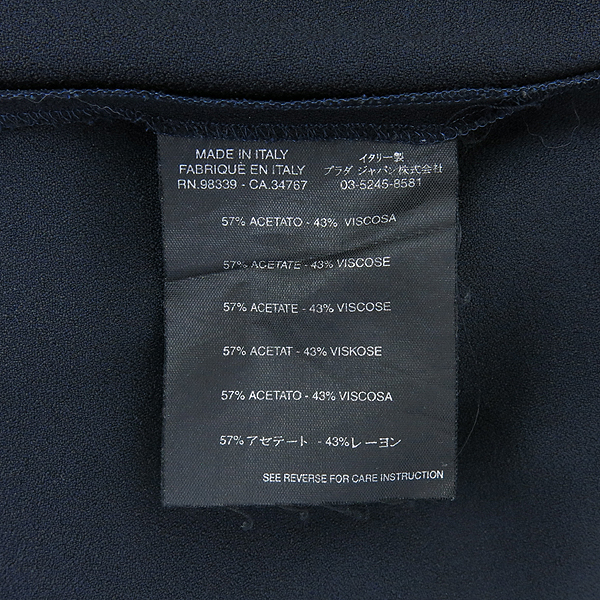 MADE IN ITALY
FABRIQUÉ EN ITALY
RN.98339 - CA.34767
イタリー製
プラダ ジャパン株式会社
03-5245-8581
57% ACETATO - 43% VISCOSA
57% ACETATE - 43% VISCOSE
57% ACETATE - 43% VISCOSE
57% ACETAT - 43% VISKOSE
57% ACETATO - 43% VISCOSA
57% アセテート - 43%レーヨン
SEE REVERSE FOR CARE INSTRUCTION